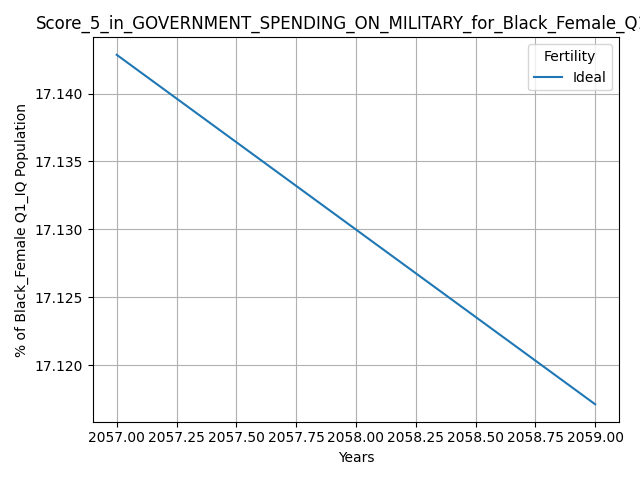 Score_5_in_GOVERNMENT_SPENDING_ON_MILITARY_for_Black_Female_Q1
Fertility
Ideal
17.140
17.135
17.130
17.125
17.120
% of Black_Female Q1_IQ Population
2057.00 2057.25 2057.50 2057.75 2058.00 2058.25 2058.50 2058.75 2059.00
Years